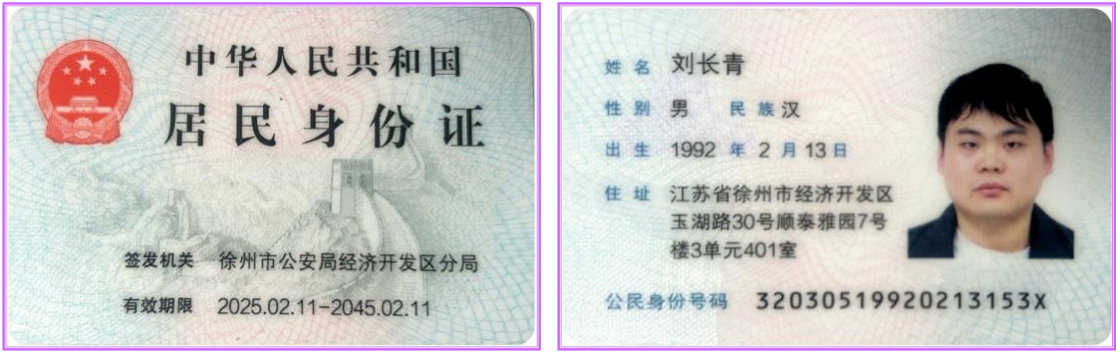 中华人民共和国
居民身份证
签发机关 徐州市公安局经济开发区分局
有效期限 2025.02.11-2045.02.11
姓名 刘长青
性别 男 民族 汉
出生 1992 年 2 月 13 日
住址 江苏省徐州市经济开发区
玉湖路30号顺泰雅园7号
楼3单元401室
公民身份号码 32030519920213153X